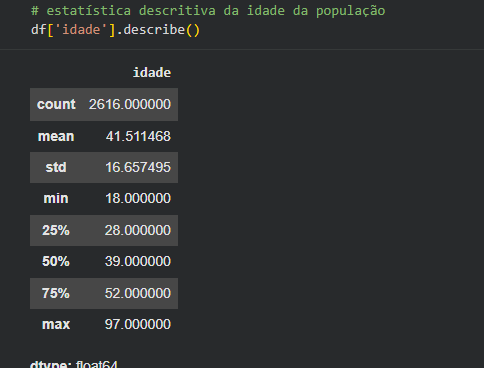 # estatística descritiva da idade da população
df['idade'].describe()
idade
count 2616.000000
mean 41.511468
std 16.657495
min 18.000000
25% 28.000000
50% 39.000000
75% 52.000000
max 97.000000
dtype: float64